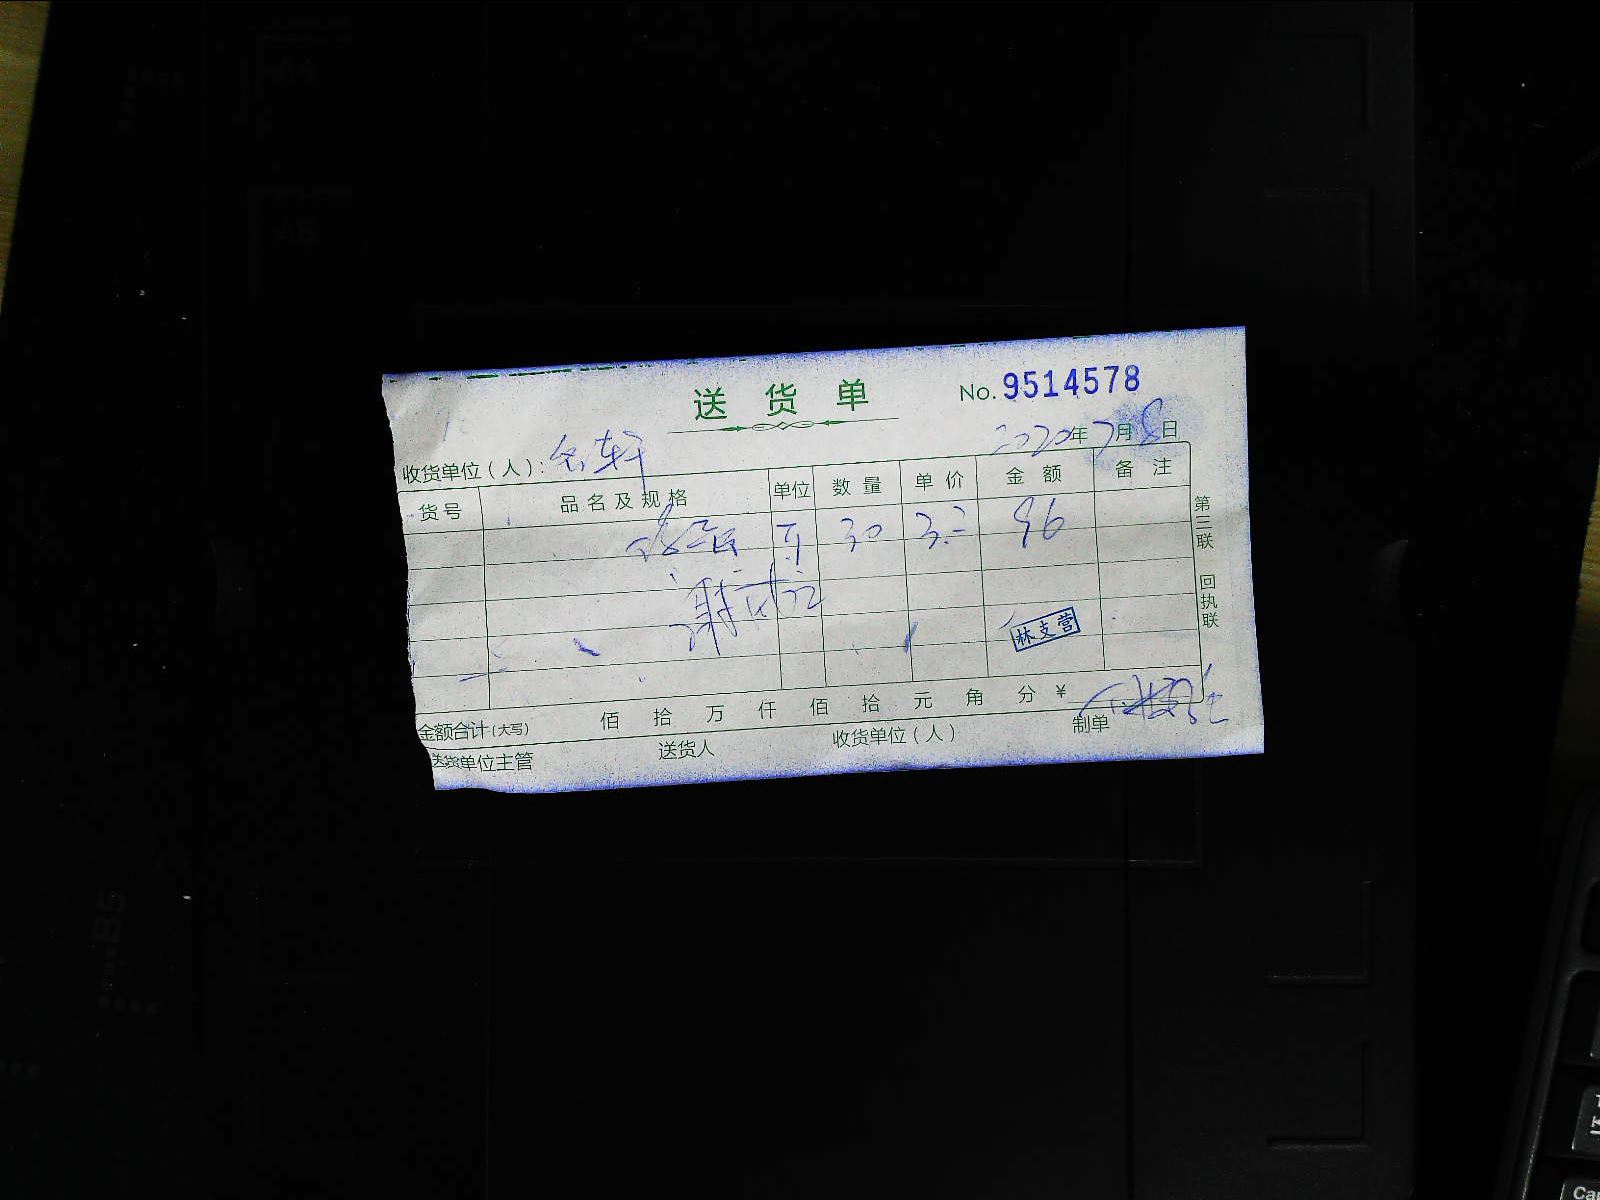 送货单
No. 9514578
2020年7月8日
收货单位（人）：名轩
货号 品名及规格 单位 数量 单价 金额 备注
30 3.2 96
第三联 回执联
林支营
金额合计(大写) 佰 拾 万 仟 佰 拾 元 角 分 ¥
送货单位主管 送货人 收货单位（人） 制单